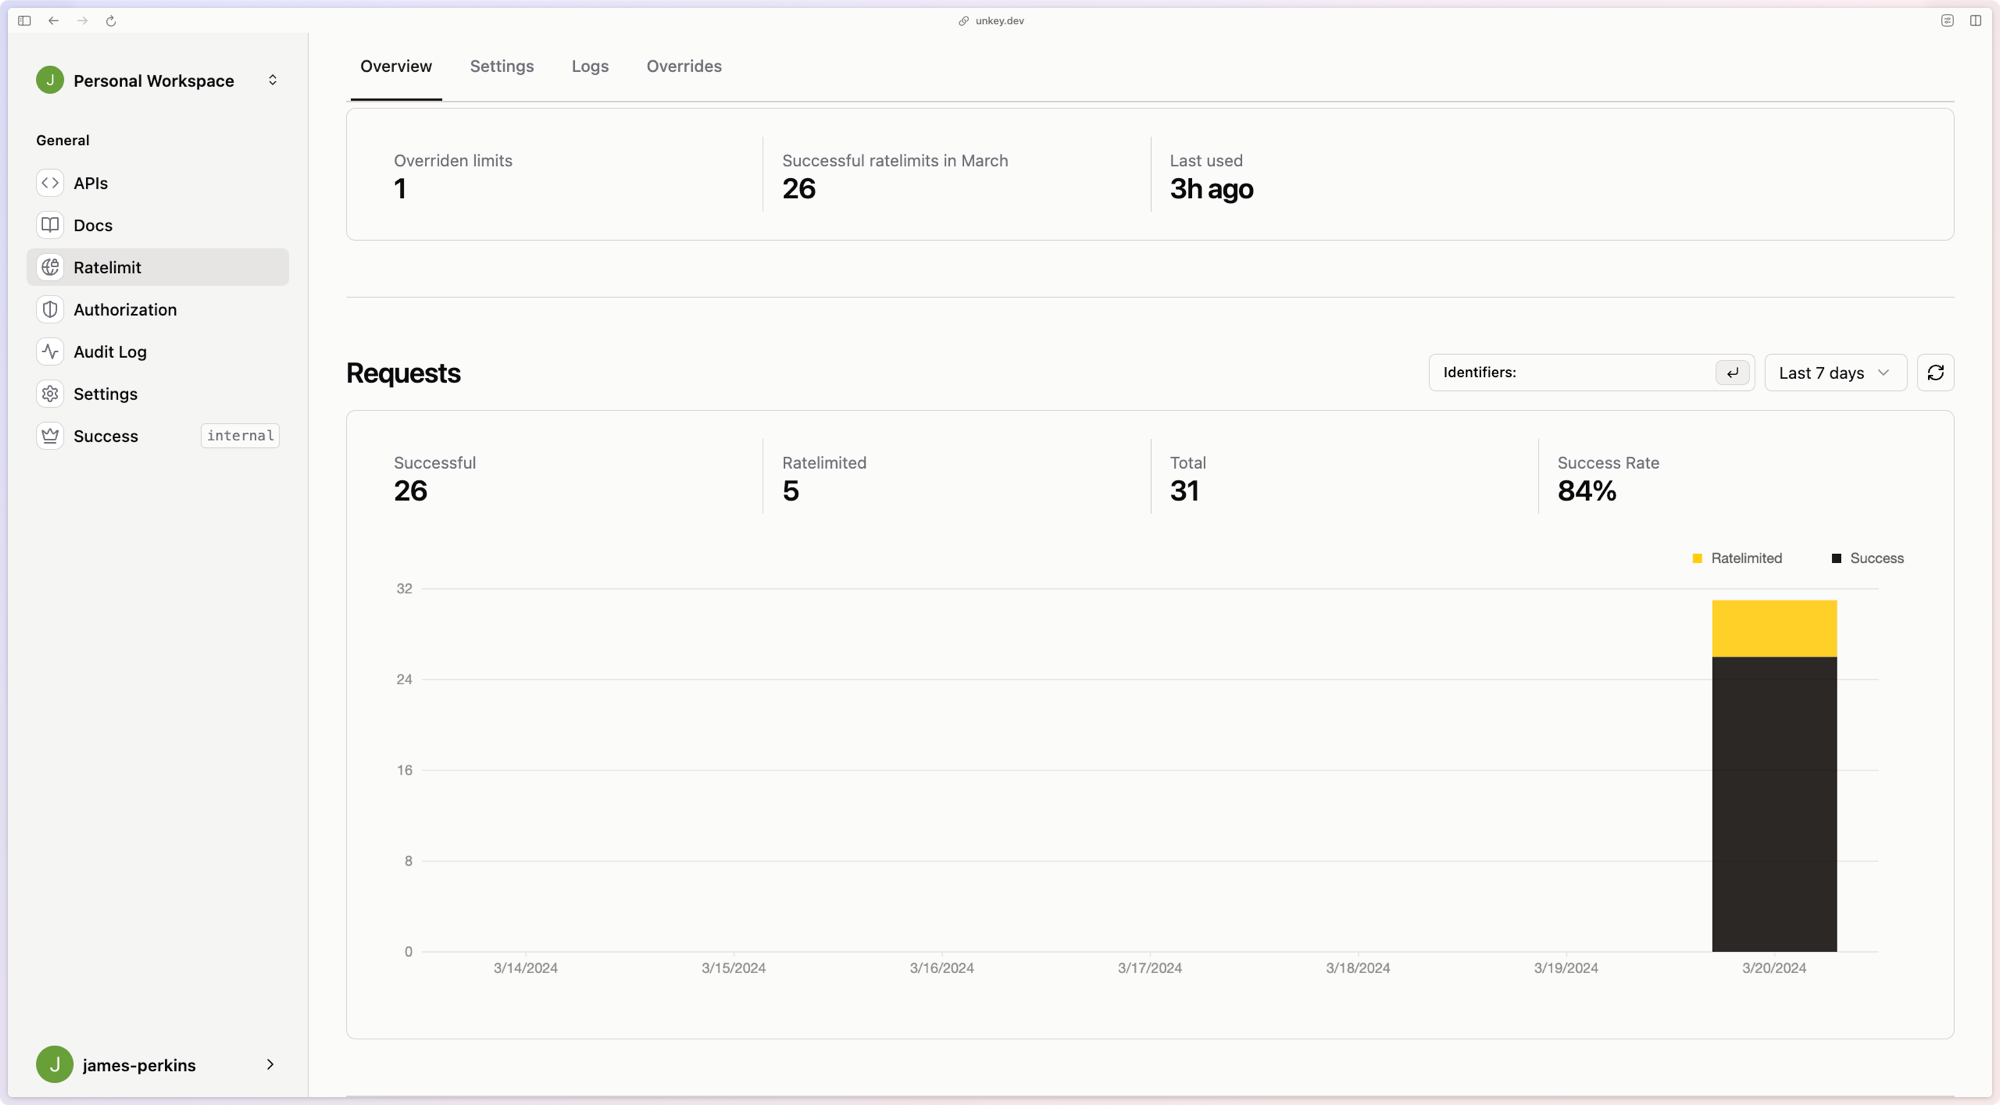 unkey.dev
J Personal Workspace
General
APIs
Docs
Ratelimit
Authorization
Audit Log
Settings
Success internal
J james-perkins
Overview Settings Logs Overrides
Overriden limits
1
Successful ratelimits in March
26
Last used
3h ago
Requests
Identifiers:
Last 7 days
Successful
26
Ratelimited
5
Total
31
Success Rate
84%
Ratelimited Success
32
24
16
8
0
3/14/2024 3/15/2024 3/16/2024 3/17/2024 3/18/2024 3/19/2024 3/20/2024